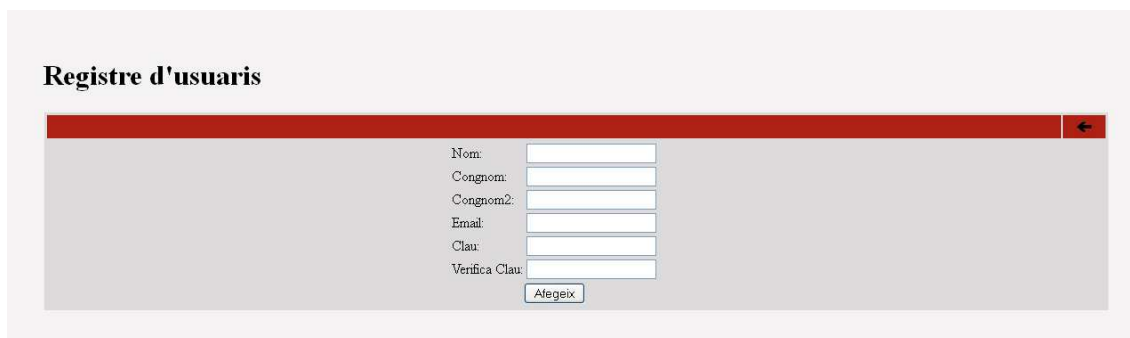 Registre d'usuaris
Nom:
Congnom:
Congnom2:
Email:
Clau:
Verifica Clau:
Afegeix